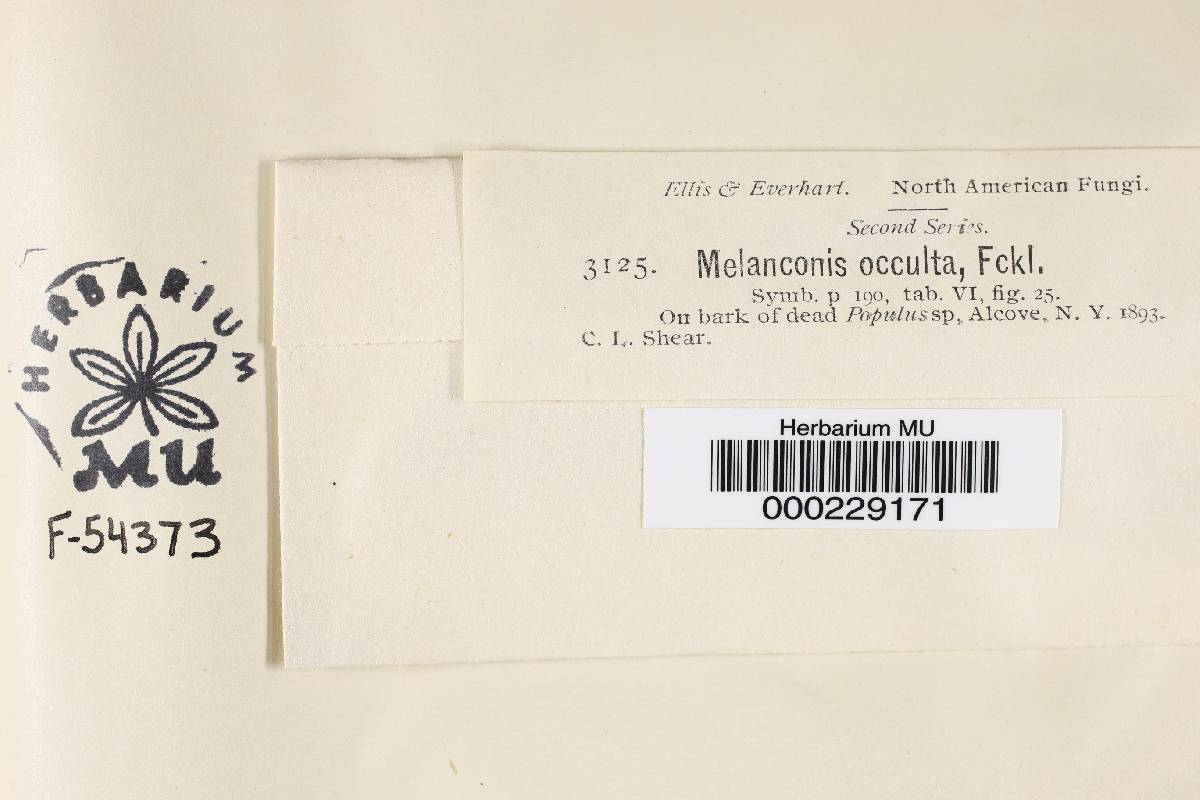 Ellis & Everhart. North American Fungi.
Second Series.
3125. Melanconis occulta, Fckl.
Symb. p 190, tab. VI, fig. 25.
On bark of dead Populus sp, Alcove, N. Y. 1893.
C. L. Shear.
HERBARIUM
MU
F-54373
Herbarium MU
000229171